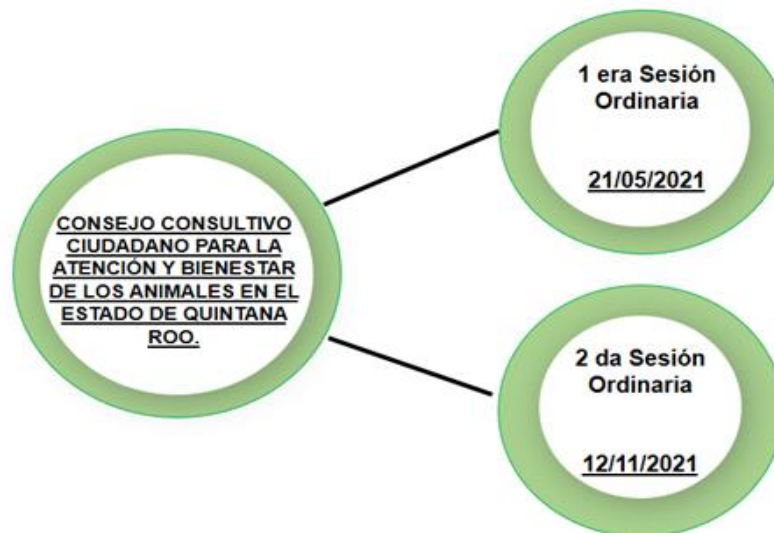 CONSEJO CONSULTIVO
CIUDADANO PARA LA
ATENCIÓN Y BIENESTAR
DE LOS ANIMALES EN EL
ESTADO DE QUINTANA
ROO.
1 era Sesión
Ordinaria
21/05/2021
2 da Sesión
Ordinaria
12/11/2021